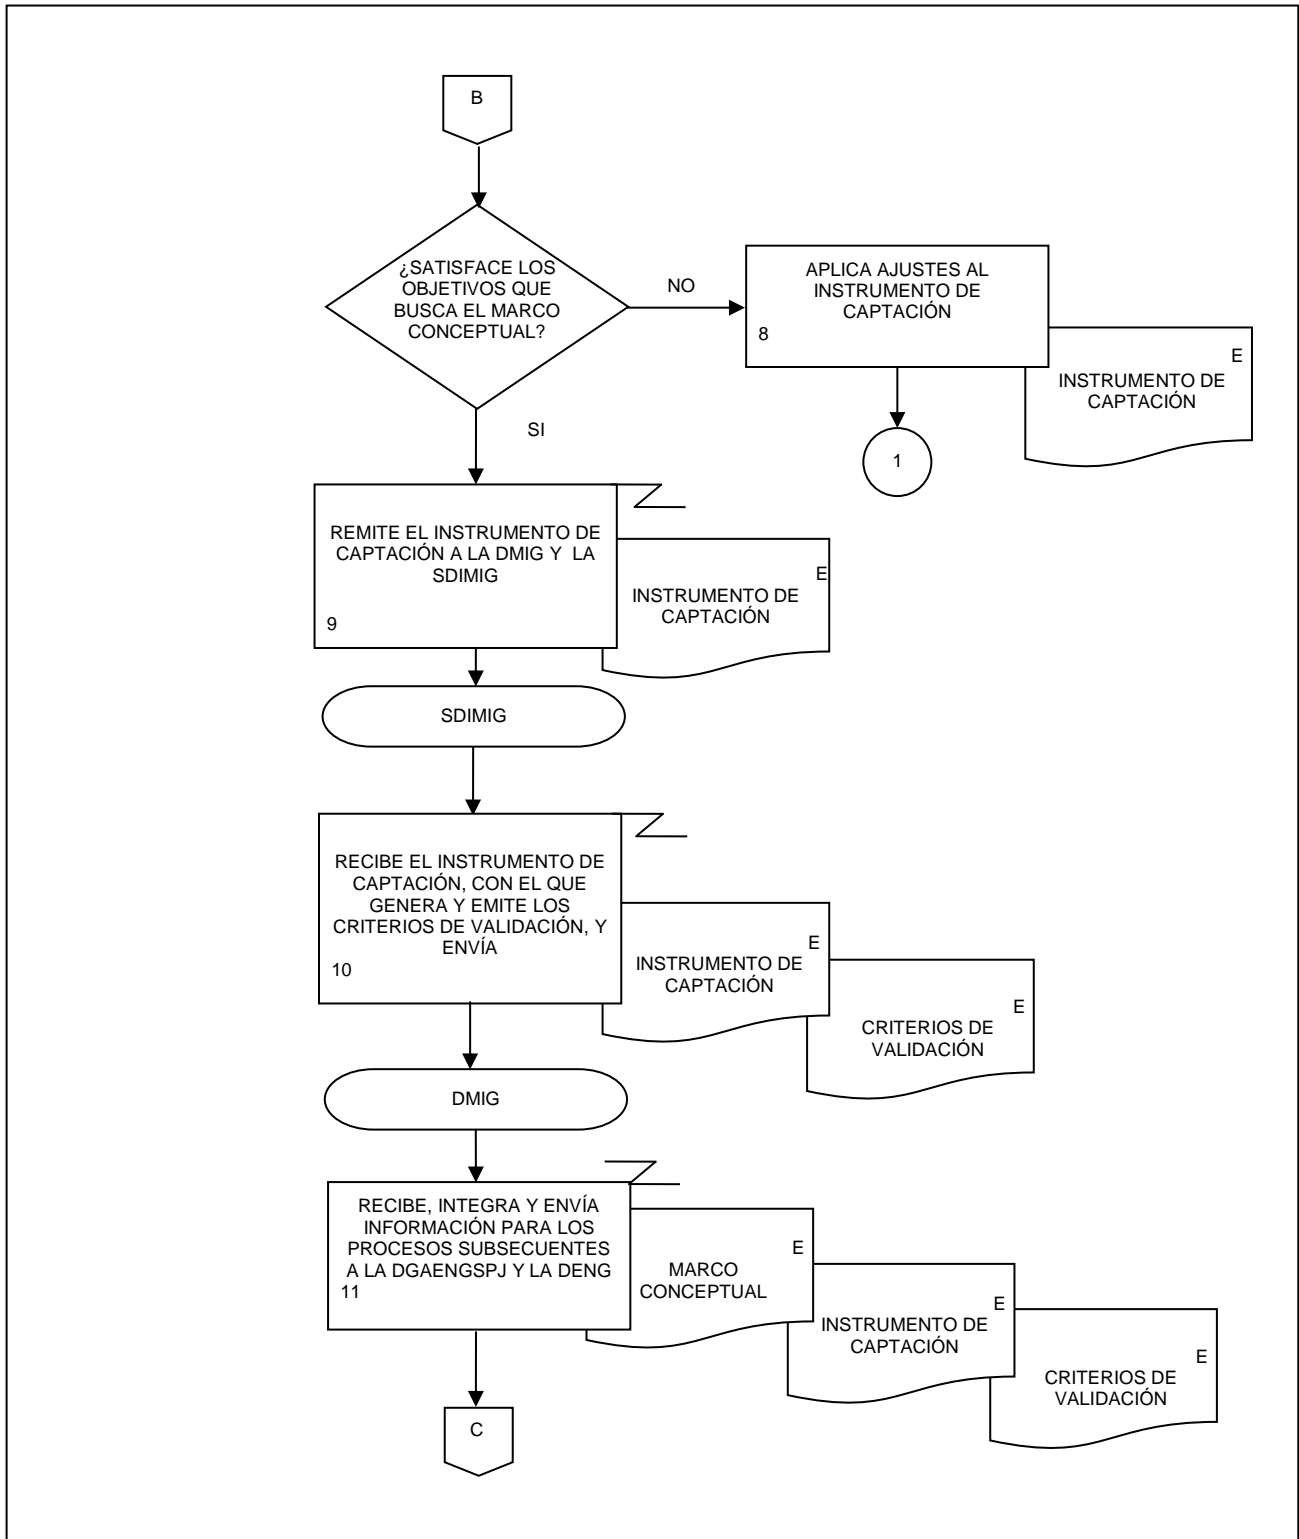 B
¿SATISFACE LOS
OBJETIVOS QUE
BUSCA EL MARCO
CONCEPTUAL?
NO
APLICA AJUSTES AL
INSTRUMENTO DE
CAPTACIÓN
8
E
INSTRUMENTO DE
CAPTACIÓN
1
SI
REMITE EL INSTRUMENTO DE
CAPTACIÓN A LA DMIG Y LA
SDIMIG
9
E
INSTRUMENTO DE
CAPTACIÓN
SDIMIG
RECIBE EL INSTRUMENTO DE
CAPTACIÓN, CON EL QUE
GENERA Y EMITE LOS
CRITERIOS DE VALIDACIÓN, Y
ENVÍA
10
E
INSTRUMENTO DE
CAPTACIÓN
E
CRITERIOS DE
VALIDACIÓN
DMIG
RECIBE, INTEGRA Y ENVÍA
INFORMACIÓN PARA LOS
PROCESOS SUBSECUENTES
A LA DGAENGSPJ Y LA DENG
11
E
MARCO
CONCEPTUAL
E
INSTRUMENTO DE
CAPTACIÓN
E
CRITERIOS DE
VALIDACIÓN
C